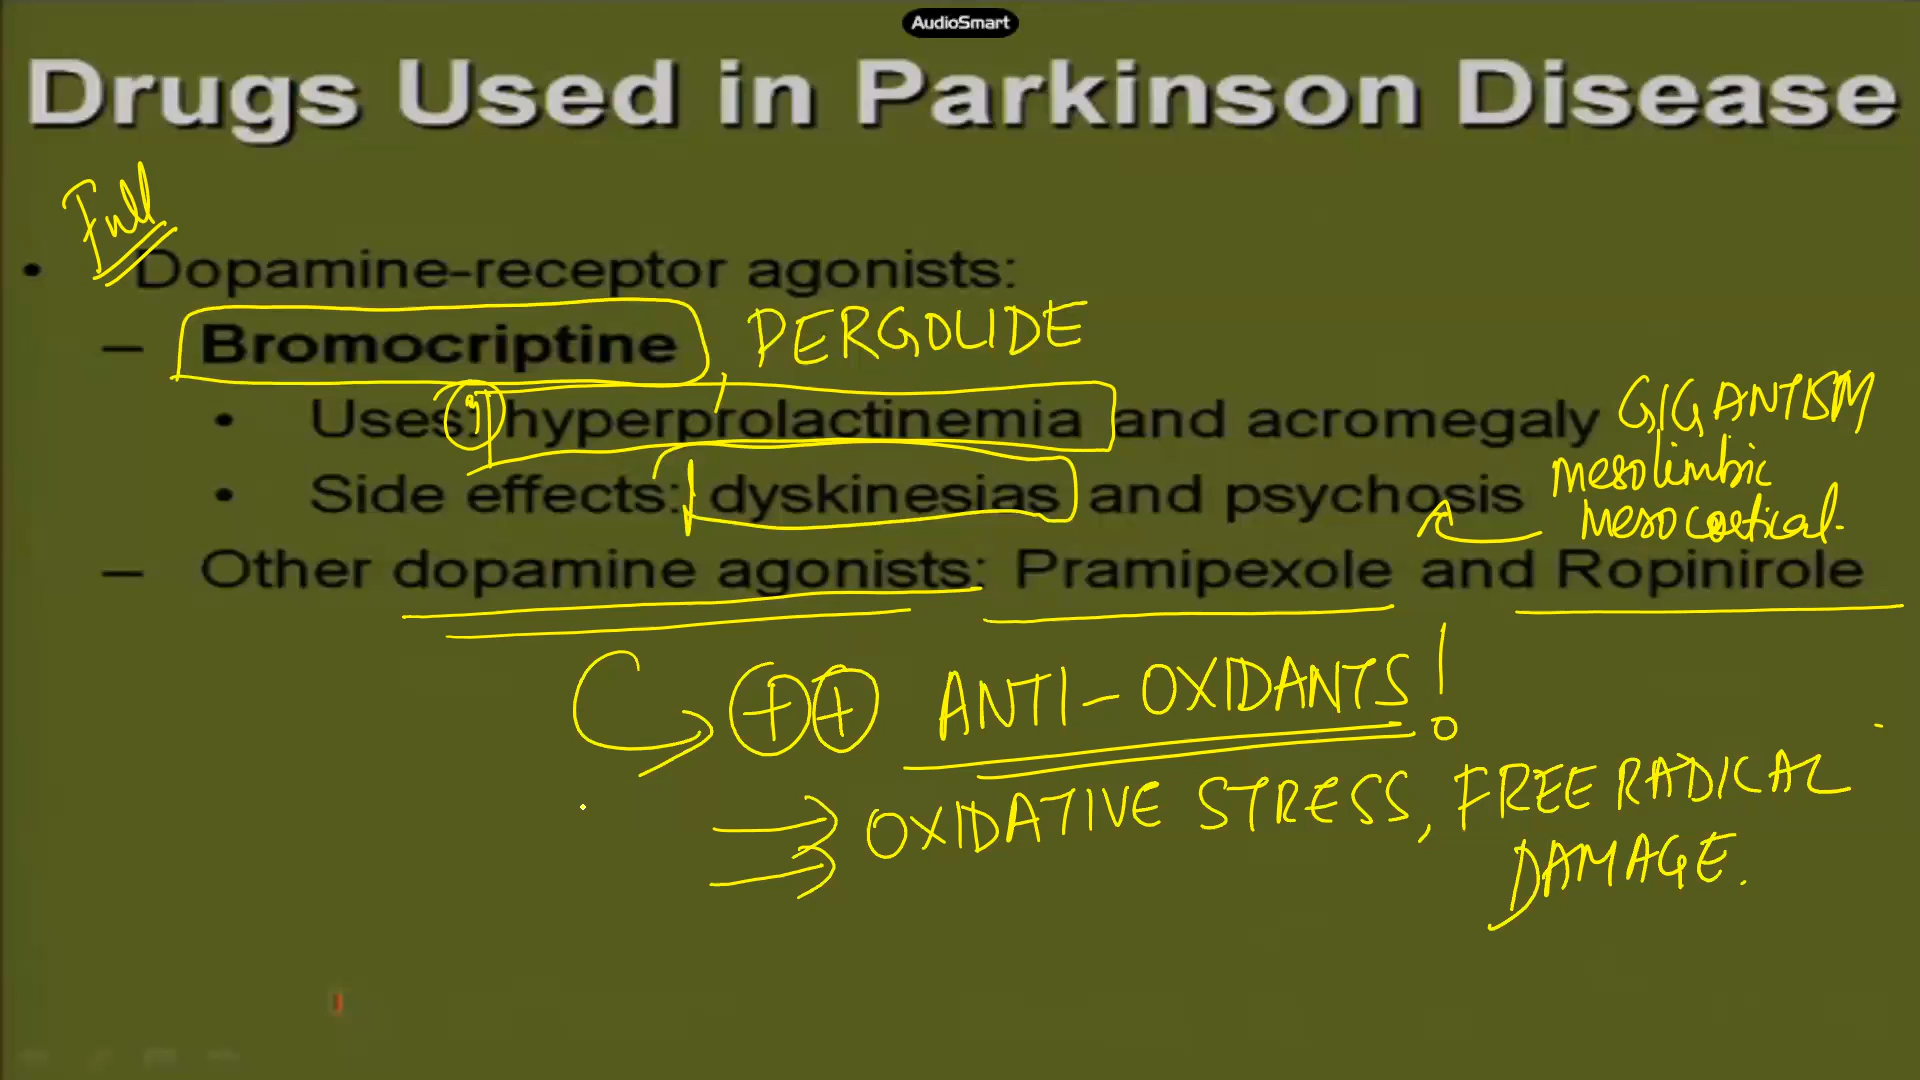 AudioSmart
Drugs Used in Parkinson Disease
Full
• Dopamine-receptor agonists:
– Bromocriptine, PERGOLIDE
• Uses: hyperprolactinemia and acromegaly GIGANTISM
mesolimbic
• Side effects: dyskinesias and psychosis mesocortical.
– Other dopamine agonists: Pramipexole and Ropinirole
++ ANTI-OXIDANTS!
OXIDATIVE STRESS, FREE RADICAL
DAMAGE.